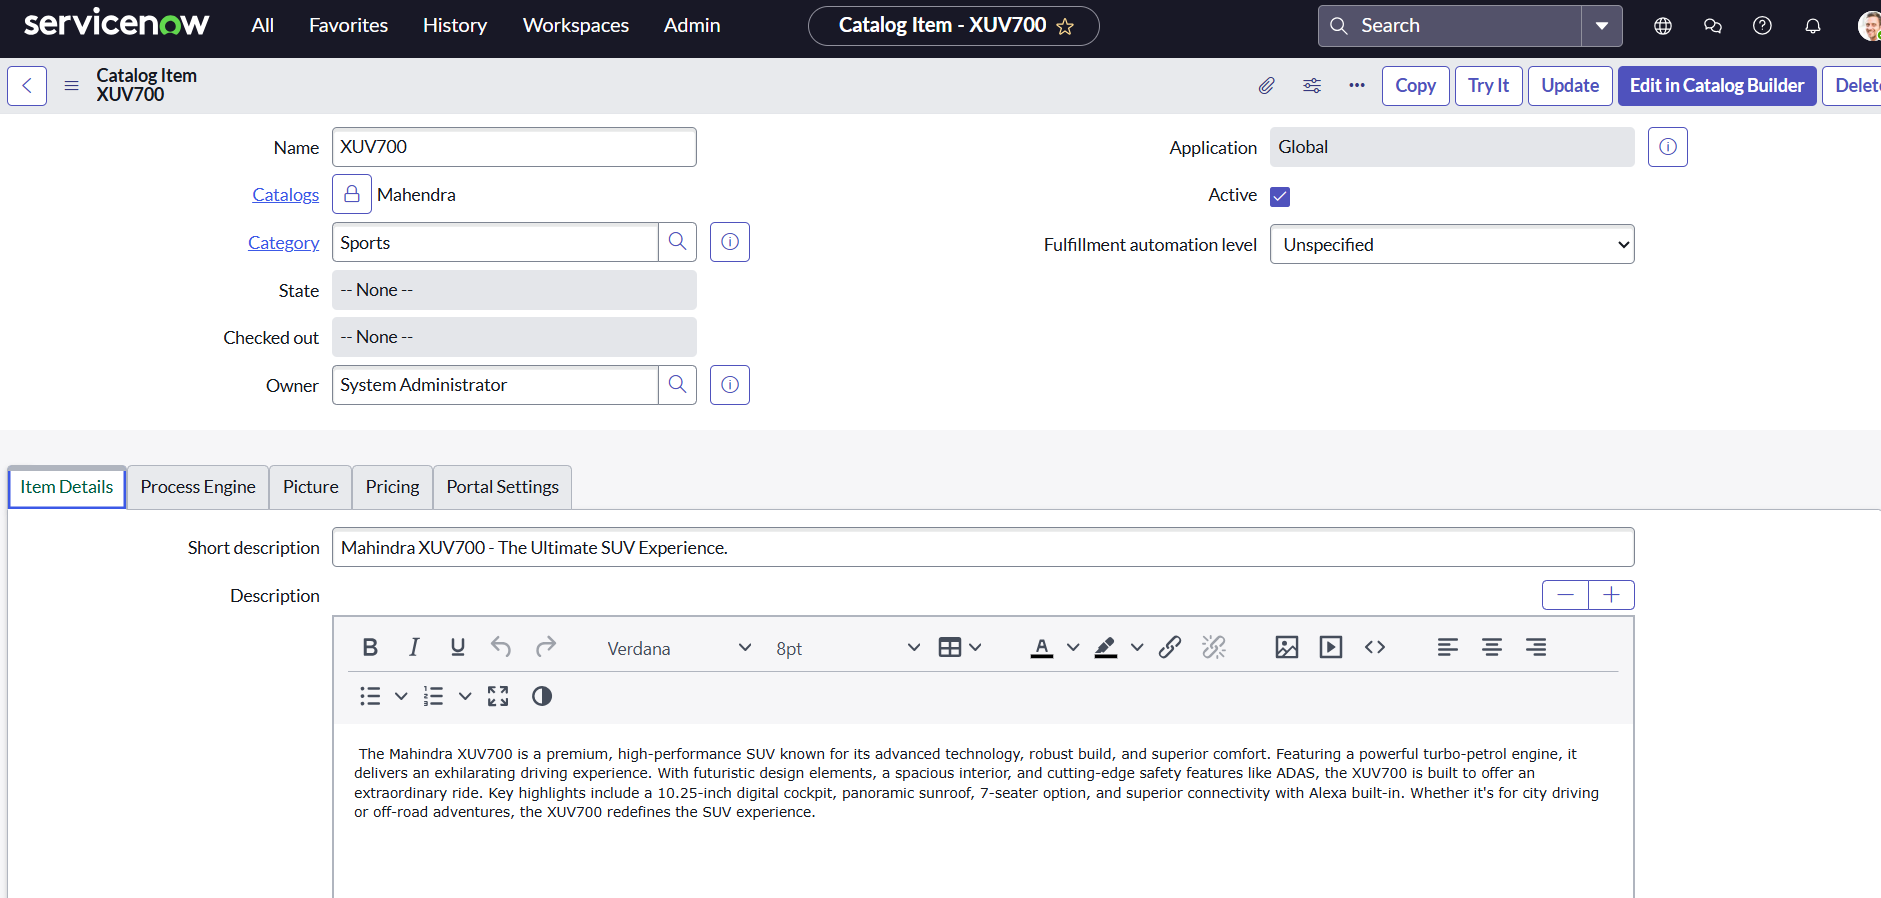 servicenow All Favorites History Workspaces Admin Catalog Item - XUV700 Search
Catalog Item
XUV700
Copy Try It Update Edit in Catalog Builder Delete
Name XUV700 Application Global
Catalogs Mahendra Active
Category Sports Fulfillment automation level Unspecified
State -- None --
Checked out -- None --
Owner System Administrator
Item Details Process Engine Picture Pricing Portal Settings
Short description Mahindra XUV700 - The Ultimate SUV Experience.
Description
B I U Verdana 8pt A
The Mahindra XUV700 is a premium, high-performance SUV known for its advanced technology, robust build, and superior comfort. Featuring a powerful turbo-petrol engine, it
delivers an exhilarating driving experience. With futuristic design elements, a spacious interior, and cutting-edge safety features like ADAS, the XUV700 is built to offer an
extraordinary ride. Key highlights include a 10.25-inch digital cockpit, panoramic sunroof, 7-seater option, and superior connectivity with Alexa built-in. Whether it's for city driving
or off-road adventures, the XUV700 redefines the SUV experience.